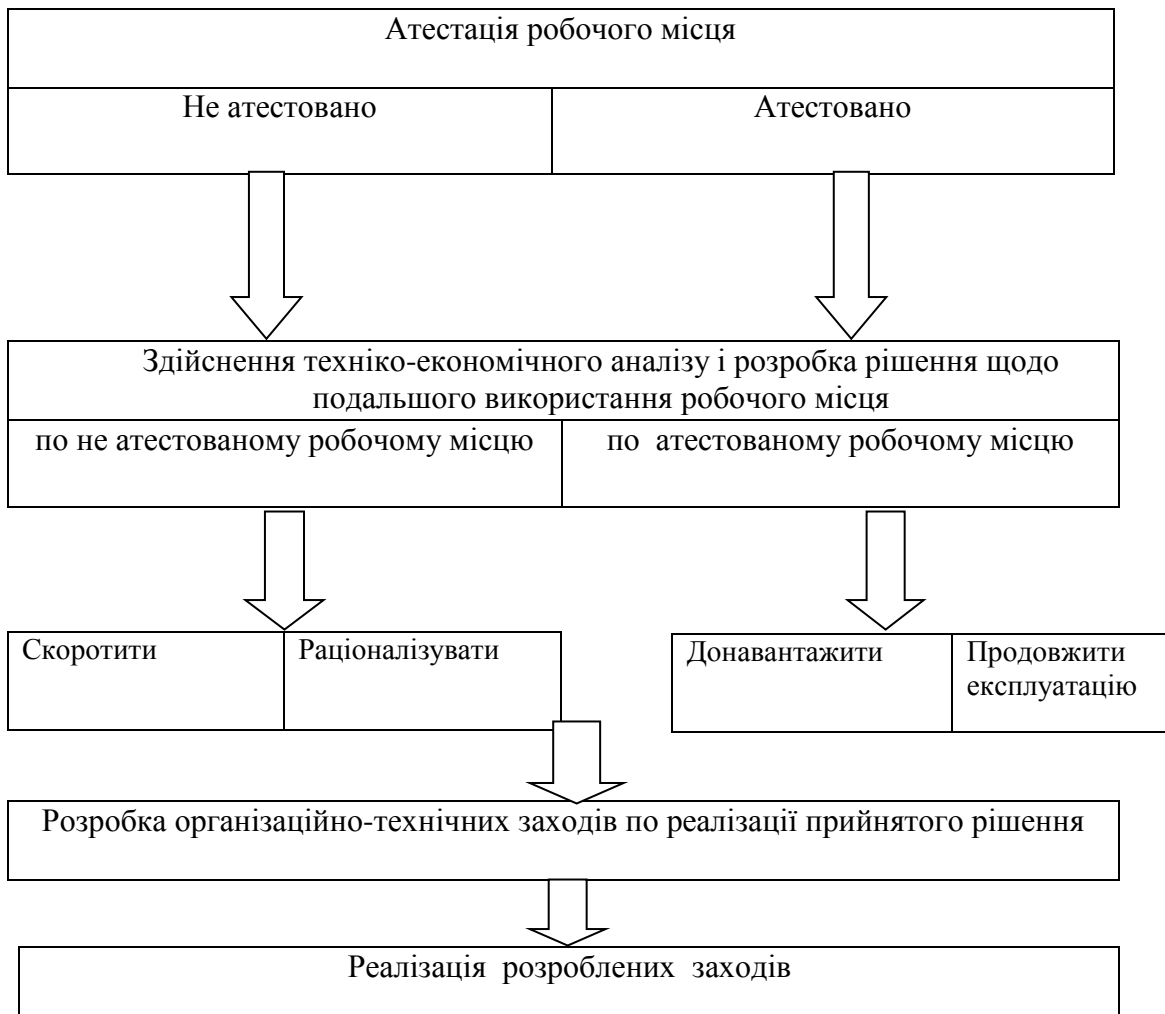 Атестація робочого місця
Не атестовано
Атестовано
Здійснення техніко-економічного аналізу і розробка рішення щодо
подальшого використання робочого місця
по не атестованому робочому місцю
по атестованому робочому місцю
Скоротити
Раціоналізувати
Донавантажити
Продовжити
експлуатацію
Розробка організаційно-технічних заходів по реалізації прийнятого рішення
Реалізація розроблених заходів